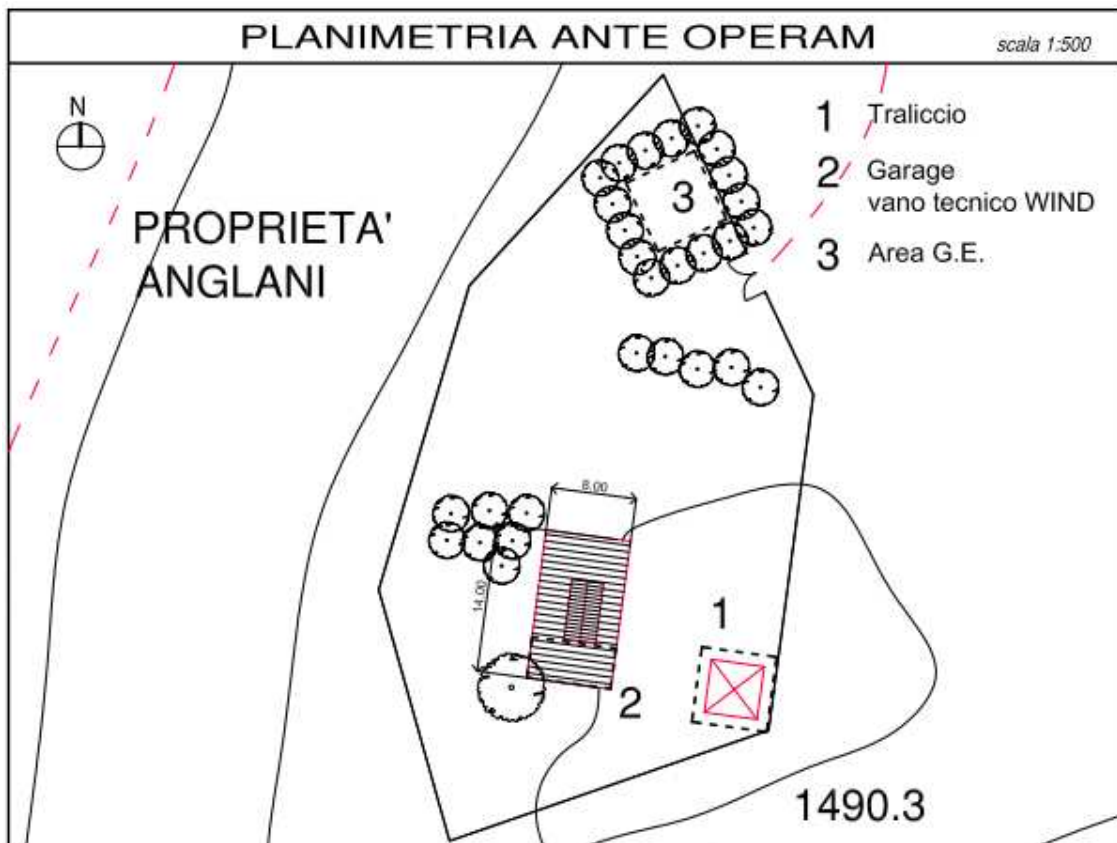 PLANIMETRIA ANTE OPERAM
scala 1:500
N
1 Traliccio
2 Garage
vano tecnico WIND
3 Area G.E.
PROPRIETA'
ANGLANI
3
8.00
14.00
1
2
1490.3